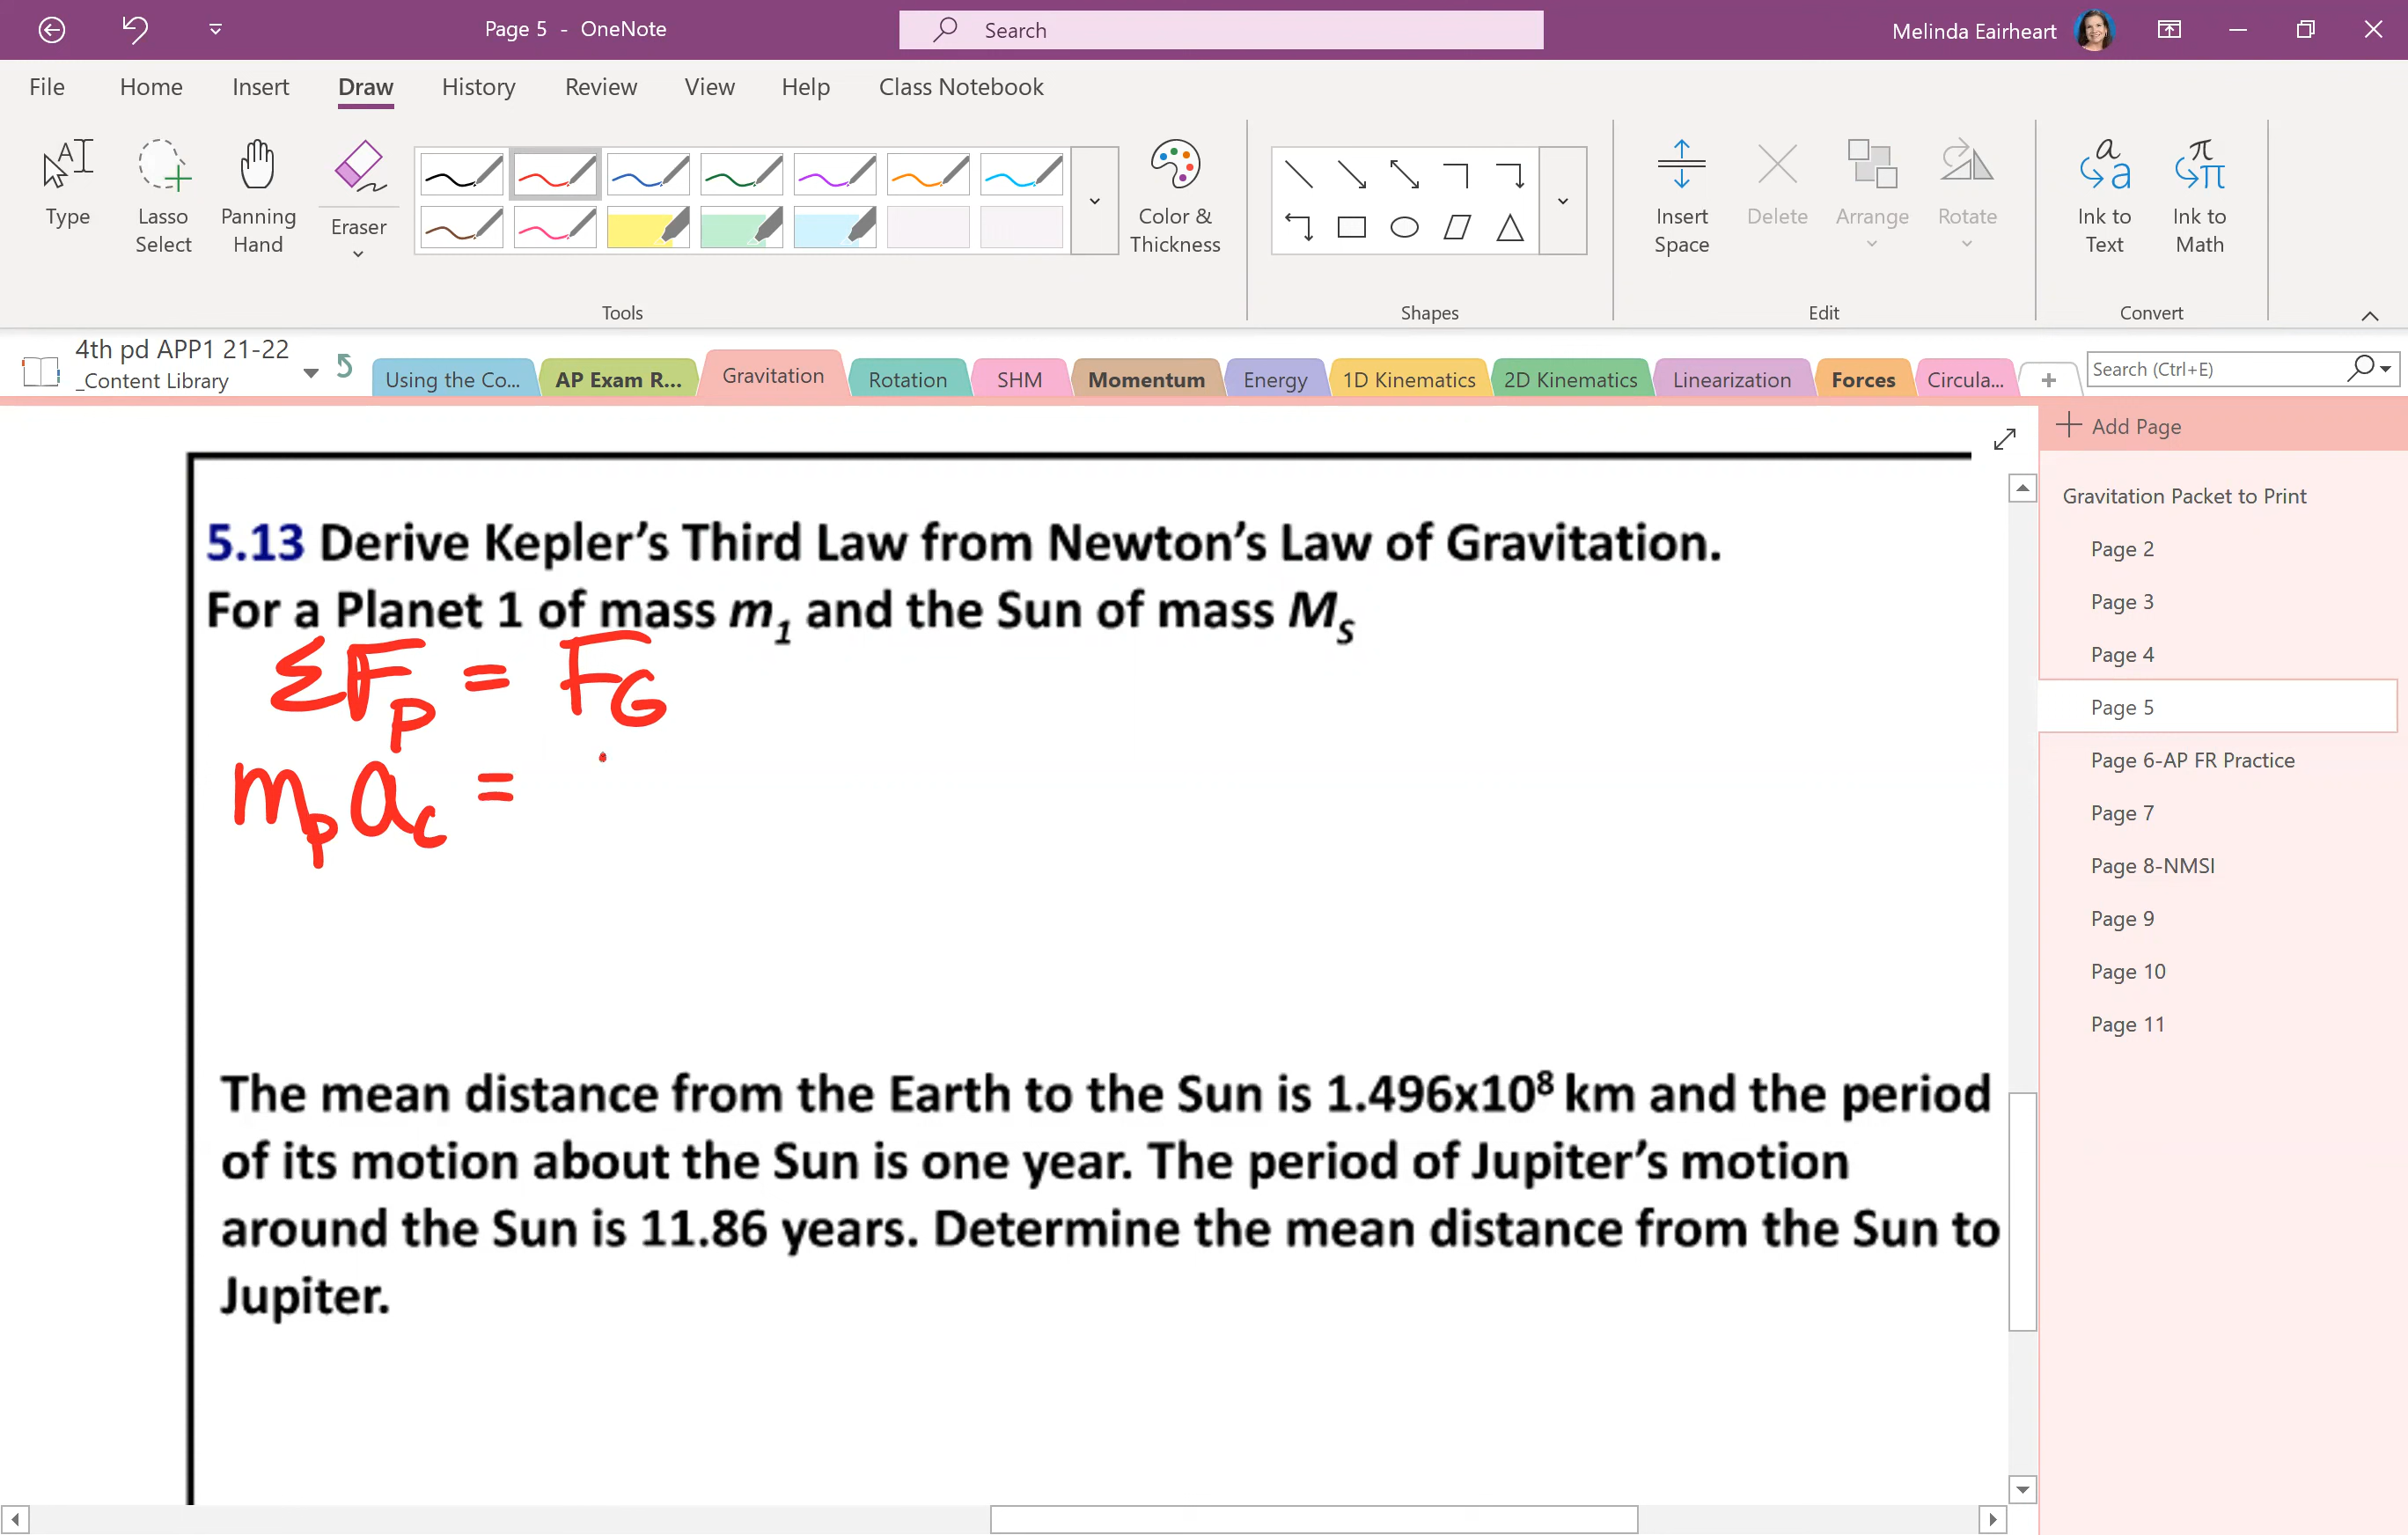 Page 5 - OneNote
Search
Melinda Eairheart
File Home Insert Draw History Review View Help Class Notebook
Type
Lasso Select
Panning Hand
Eraser
Color & Thickness
Insert Space
Delete
Arrange
Rotate
Ink to Text
Ink to Math
Tools
Shapes
Edit
Convert
4th pd APP1 21-22
_Content Library
Using the Co...
AP Exam R...
Gravitation
Rotation
SHM
Momentum
Energy
1D Kinematics
2D Kinematics
Linearization
Forces
Circula...
Search (Ctrl+E)
Add Page
Gravitation Packet to Print
Page 2
Page 3
Page 4
Page 5
Page 6-AP FR Practice
Page 7
Page 8-NMSI
Page 9
Page 10
Page 11
5.13 Derive Kepler's Third Law from Newton's Law of Gravitation.
For a Planet 1 of mass m₁ and the Sun of mass Mₛ
ΣF_p = F_G
m_p a_c =
The mean distance from the Earth to the Sun is 1.496x10⁸ km and the period
of its motion about the Sun is one year. The period of Jupiter's motion
around the Sun is 11.86 years. Determine the mean distance from the Sun to
Jupiter.